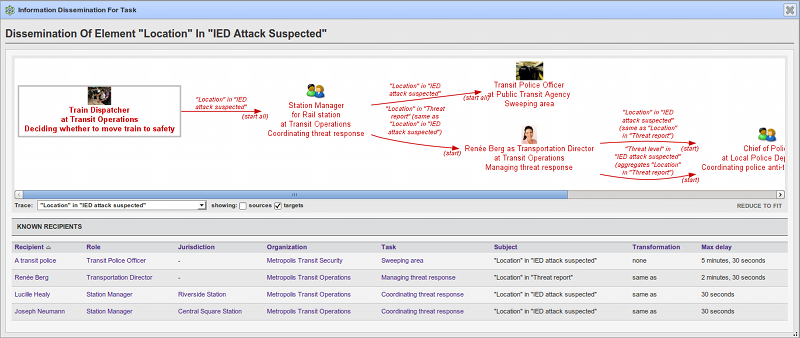 Information Dissemination For Task
Dissemination Of Element "Location" In "IED Attack Suspected"
Train Dispatcher
at Transit Operations
Deciding whether to move train to safety
"Location" in "IED
attack suspected"
(start all)
Station Manager
for Rail station
at Transit Operations
Coordinating threat response
"Location" in "IED
attack suspected"
(start all)
"Location" in "Threat
report" (same as
"Location" in "IED
attack suspected")
(start)
Transit Police Officer
at Public Transit Agency
Sweeping area
Renée Berg as Transportation Director
at Transit Operations
Managing threat response
"Location" in "IED
attack suspected"
(same as "Location"
in "Threat report")
(start)
"Threat level" in
"IED attack suspected"
(aggregates "Location"
in "Threat report")
(start)
Chief of Polic
at Local Police Dep
Coordinating police anti-t
Trace: "Location" in "IED attack suspected" showing: sources targets REDUCE TO FIT
KNOWN RECIPIENTS
Recipient Role Jurisdiction Organization Task Subject Transformation Max delay
A transit police Transit Police Officer - Metropolis Transit Security Sweeping area "Location" in "IED attack suspected" none 5 minutes, 30 seconds
Renée Berg Transportation Director - Metropolis Transit Operations Managing threat response "Location" in "Threat report" same as 2 minutes, 30 seconds
Lucille Healy Station Manager Riverside Station Metropolis Transit Operations Coordinating threat response "Location" in "IED attack suspected" same as 30 seconds
Joseph Neumann Station Manager Central Square Station Metropolis Transit Operations Coordinating threat response "Location" in "IED attack suspected" same as 30 seconds